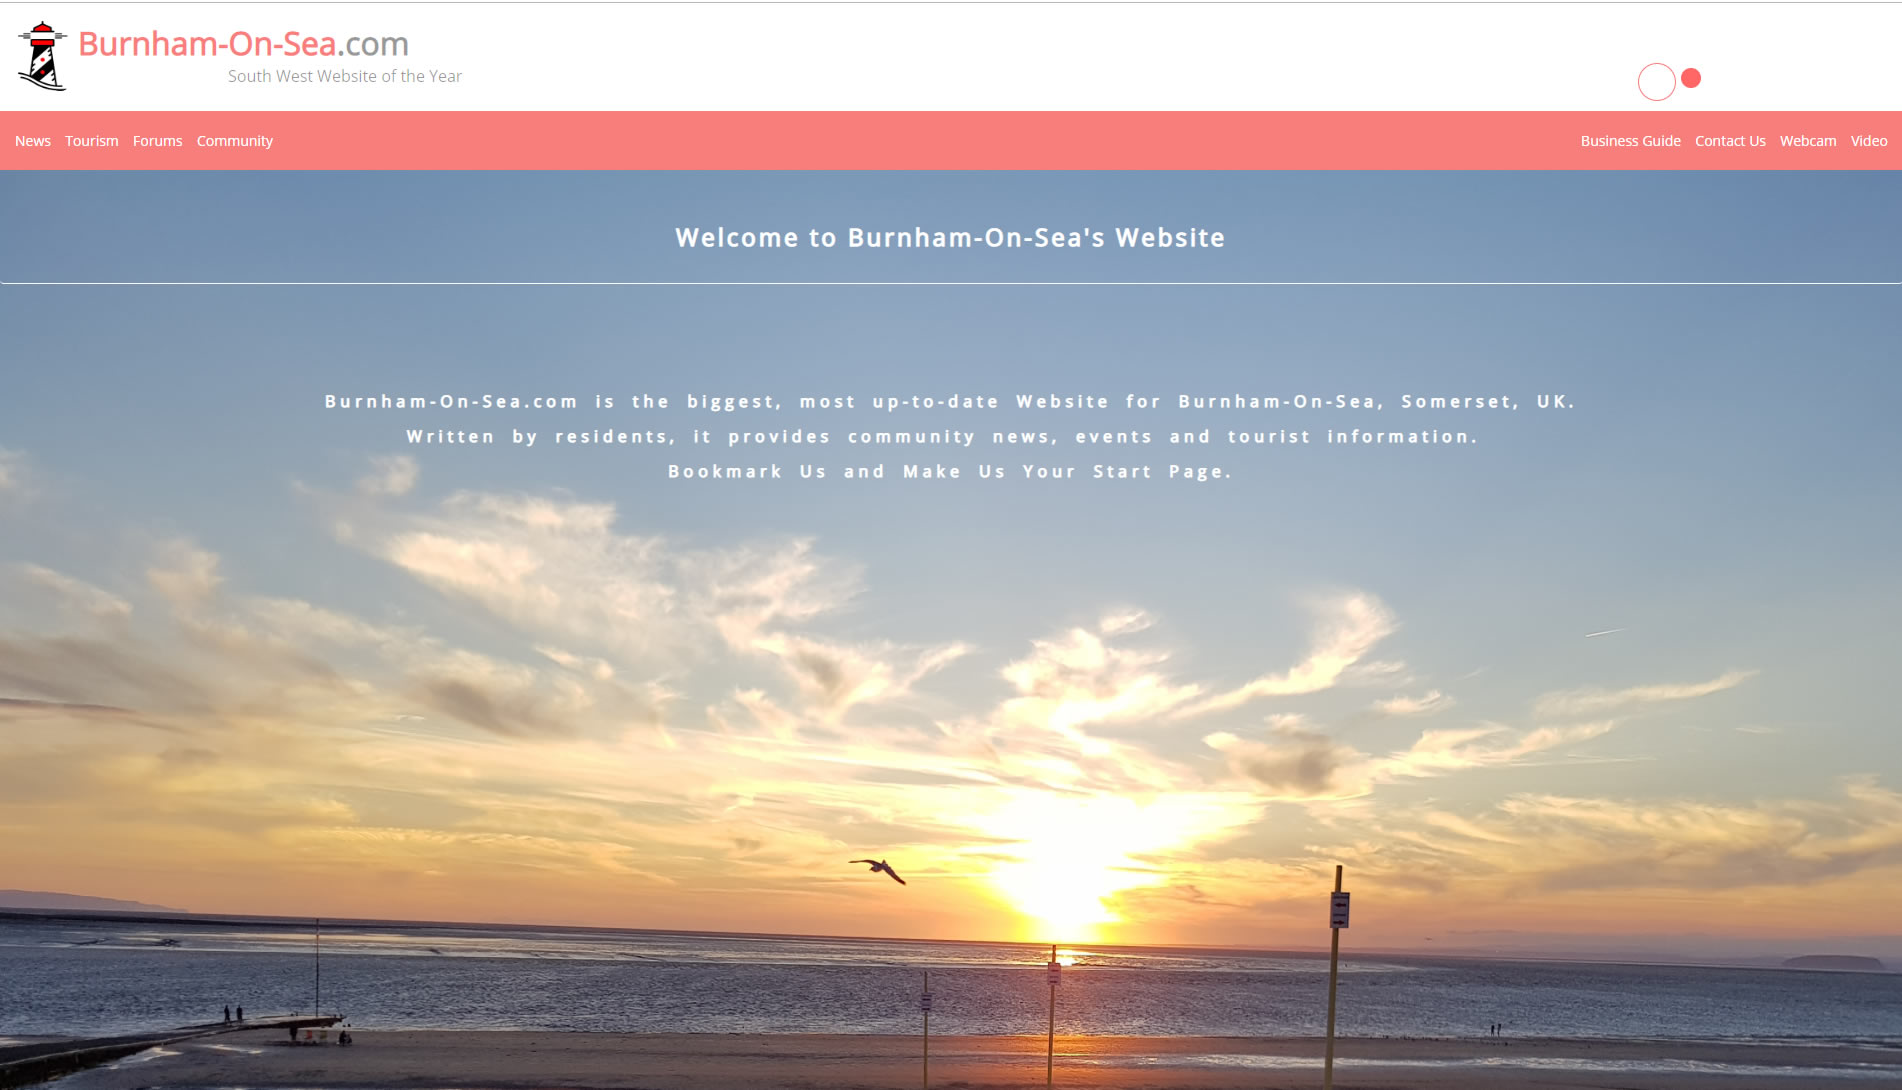 Burnham-On-Sea.com
South West Website of the Year
News Tourism Forums Community Business Guide Contact Us Webcam Video
Welcome to Burnham-On-Sea's Website
Burnham-On-Sea.com is the biggest, most up-to-date Website for Burnham-On-Sea, Somerset, UK.
Written by residents, it provides community news, events and tourist information.
Bookmark Us and Make Us Your Start Page.